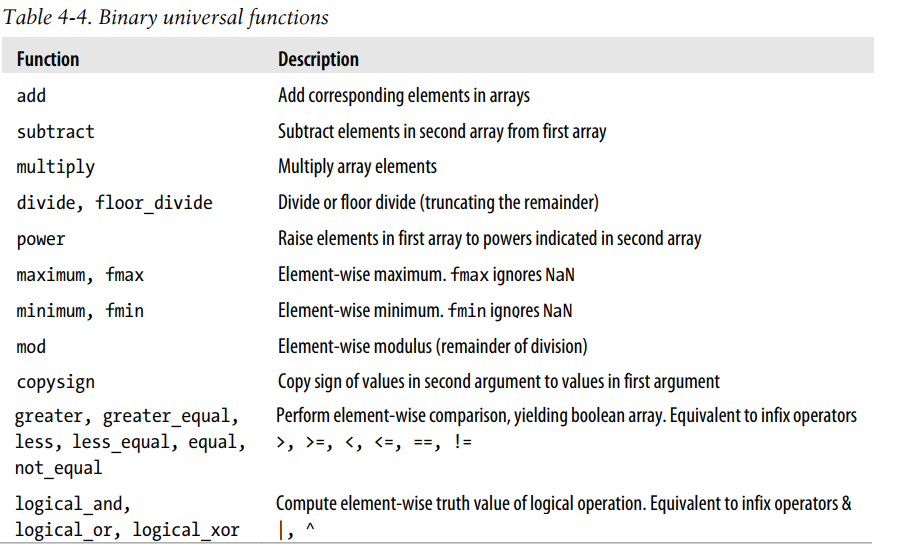 Table 4-4. Binary universal functions
Function Description
add Add corresponding elements in arrays
subtract Subtract elements in second array from first array
multiply Multiply array elements
divide, floor_divide Divide or floor divide (truncating the remainder)
power Raise elements in first array to powers indicated in second array
maximum, fmax Element-wise maximum. fmax ignores NaN
minimum, fmin Element-wise minimum. fmin ignores NaN
mod Element-wise modulus (remainder of division)
copysign Copy sign of values in second argument to values in first argument
greater, greater_equal, Perform element-wise comparison, yielding boolean array. Equivalent to infix operators
less, less_equal, equal, >, >=, <, <=, ==, !=
not_equal
logical_and, Compute element-wise truth value of logical operation. Equivalent to infix operators &
logical_or, logical_xor |, ^